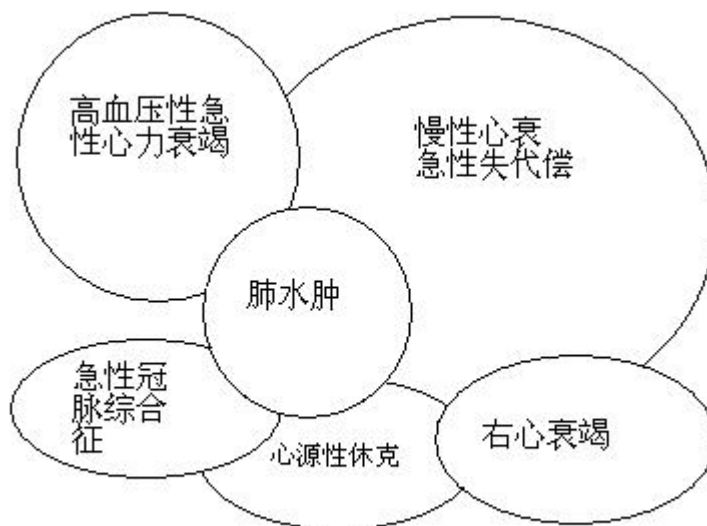 高血压性急
性心力衰竭
慢性心衰
急性失代偿
肺水肿
急性冠
脉综合
征
心源性休克
右心衰竭